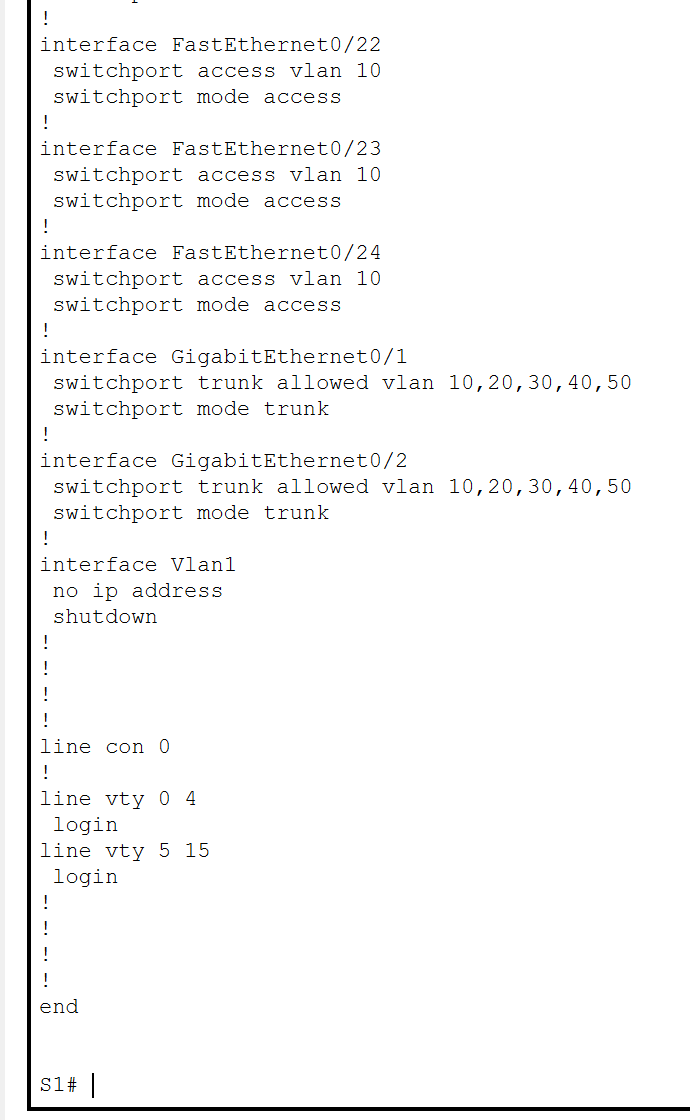 !
interface FastEthernet0/22
 switchport access vlan 10
 switchport mode access
!
interface FastEthernet0/23
 switchport access vlan 10
 switchport mode access
!
interface FastEthernet0/24
 switchport access vlan 10
 switchport mode access
!
interface GigabitEthernet0/1
 switchport trunk allowed vlan 10,20,30,40,50
 switchport mode trunk
!
interface GigabitEthernet0/2
 switchport trunk allowed vlan 10,20,30,40,50
 switchport mode trunk
!
interface Vlan1
 no ip address
 shutdown
!
!
!
!
line con 0
!
line vty 0 4
 login
line vty 5 15
 login
!
!
!
!
end
S1#